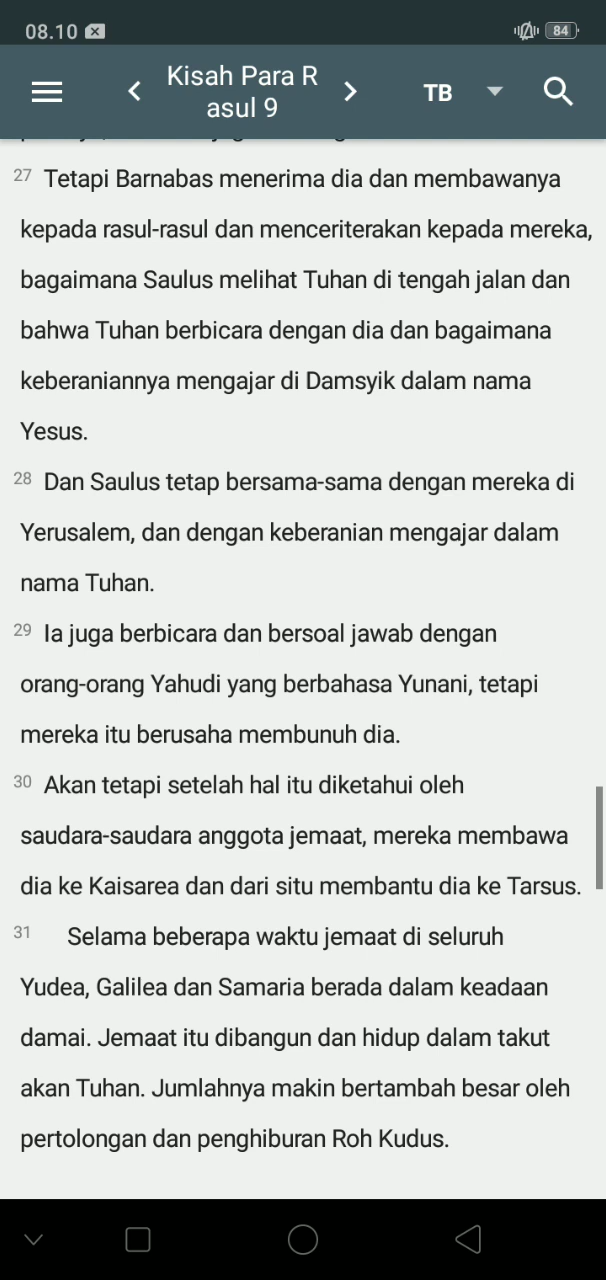 08.10
84
Kisah Para R
asul 9
TB
27 Tetapi Barnabas menerima dia dan membawanya
kepada rasul-rasul dan menceriterakan kepada mereka,
bagaimana Saulus melihat Tuhan di tengah jalan dan
bahwa Tuhan berbicara dengan dia dan bagaimana
keberaniannya mengajar di Damsyik dalam nama
Yesus.
28 Dan Saulus tetap bersama-sama dengan mereka di
Yerusalem, dan dengan keberanian mengajar dalam
nama Tuhan.
29 Ia juga berbicara dan bersoal jawab dengan
orang-orang Yahudi yang berbahasa Yunani, tetapi
mereka itu berusaha membunuh dia.
30 Akan tetapi setelah hal itu diketahui oleh
saudara-saudara anggota jemaat, mereka membawa
dia ke Kaisarea dan dari situ membantu dia ke Tarsus.
31 Selama beberapa waktu jemaat di seluruh
Yudea, Galilea dan Samaria berada dalam keadaan
damai. Jemaat itu dibangun dan hidup dalam takut
akan Tuhan. Jumlahnya makin bertambah besar oleh
pertolongan dan penghiburan Roh Kudus.